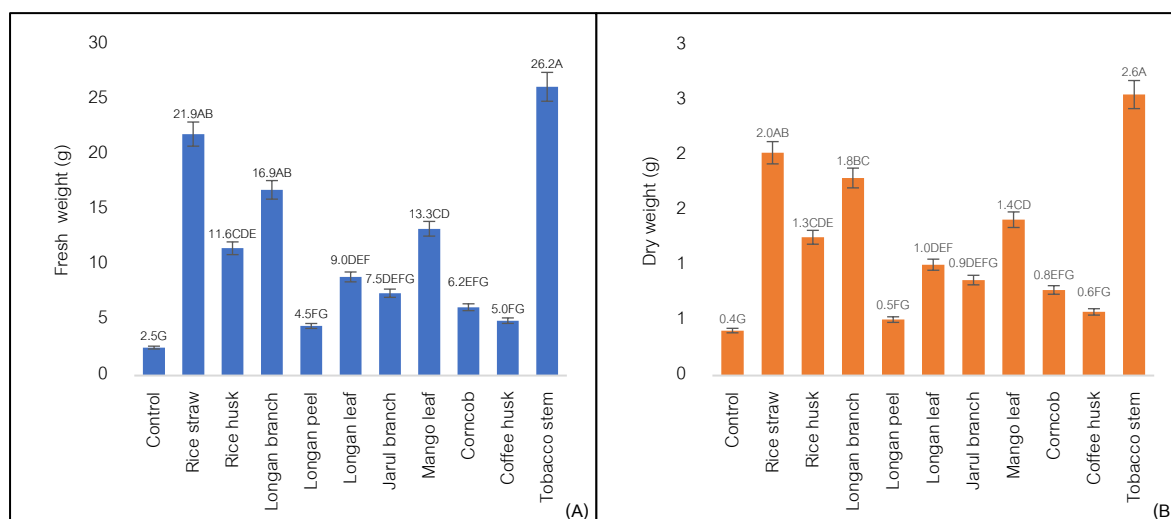 Fresh weight (g)
30
25
20
15
10
5
0
2.5G
21.9AB
11.6CDE
16.9AB
4.5FG
9.0DEF
7.5DEFG
13.3CD
6.2EFG
5.0FG
26.2A
Control
Rice straw
Rice husk
Longan branch
Longan peel
Longan leaf
Jarul branch
Mango leaf
Corncob
Coffee husk
Tobacco stem
(A)
Dry weight (g)
3
3
2
2
1
1
0
0.4G
2.0AB
1.3CDE
1.8BC
0.5FG
1.0DEF
0.9DEFG
1.4CD
0.8EFG
0.6FG
2.6A
Control
Rice straw
Rice husk
Longan branch
Longan peel
Longan leaf
Jarul branch
Mango leaf
Corncob
Coffee husk
Tobacco stem
(B